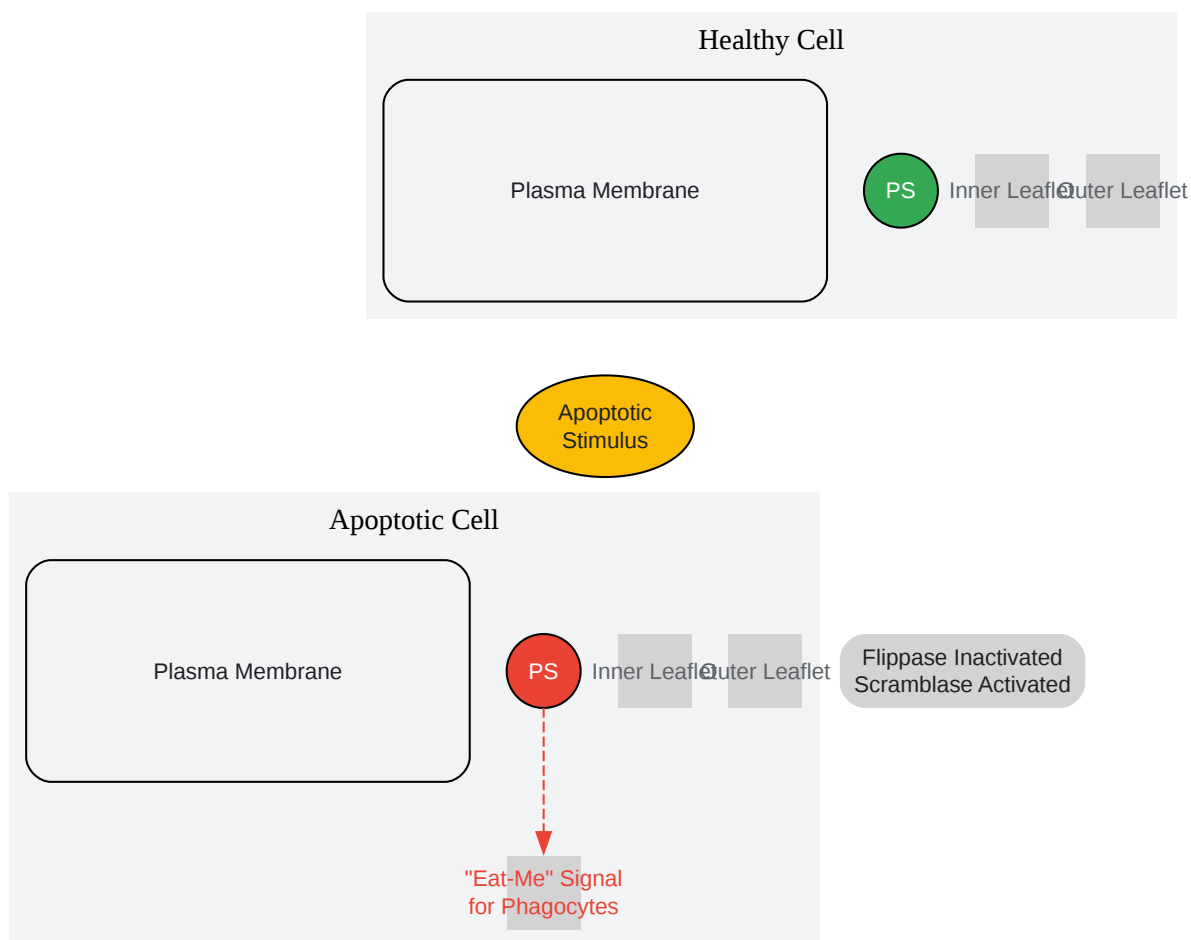 Healthy Cell
Plasma Membrane
PS
Inner Leaflet
Outer Leaflet
Apoptotic
Stimulus
Apoptotic Cell
Plasma Membrane
PS
Inner Leaflet
Outer Leaflet
Flippase Inactivated
Scramblase Activated
"Eat-Me" Signal
for Phagocytes